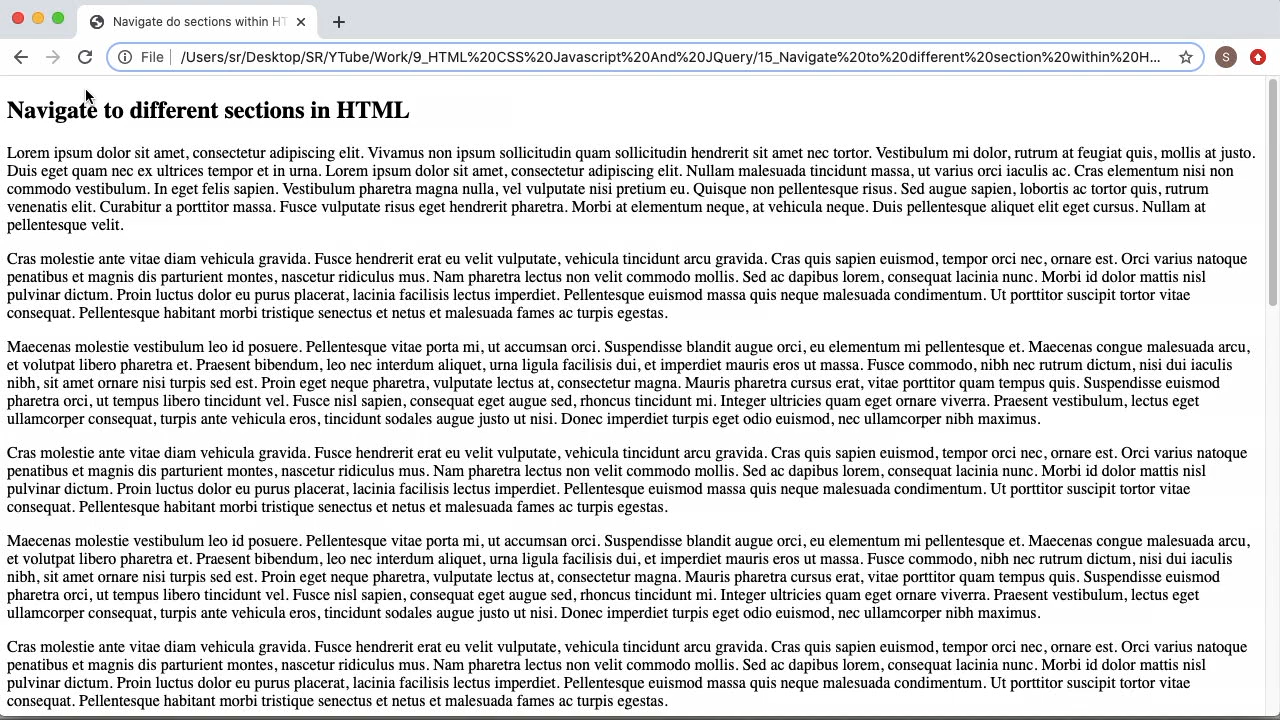 Navigate do sections within HT
File
/Users/sr/Desktop/SR/YTube/Work/9_HTML%20CSS%20Javascript%20And%20JQuery/15_Navigate%20to%20different%20section%20within%20H...
S
Navigate to different sections in HTML
Lorem ipsum dolor sit amet, consectetur adipiscing elit. Vivamus non ipsum sollicitudin quam sollicitudin hendrerit sit amet nec tortor. Vestibulum mi dolor, rutrum at feugiat quis, mollis at justo.
Duis eget quam nec ex ultrices tempor et in urna. Lorem ipsum dolor sit amet, consectetur adipiscing elit. Nullam malesuada tincidunt massa, ut varius orci iaculis ac. Cras elementum nisi non
commodo vestibulum. In eget felis sapien. Vestibulum pharetra magna nulla, vel vulputate nisi pretium eu. Quisque non pellentesque risus. Sed augue sapien, lobortis ac tortor quis, rutrum
venenatis elit. Curabitur a porttitor massa. Fusce vulputate risus eget hendrerit pharetra. Morbi at elementum neque, at vehicula neque. Duis pellentesque aliquet elit eget cursus. Nullam at
pellentesque velit.
Cras molestie ante vitae diam vehicula gravida. Fusce hendrerit erat eu velit vulputate, vehicula tincidunt arcu gravida. Cras quis sapien euismod, tempor orci nec, ornare est. Orci varius natoque
penatibus et magnis dis parturient montes, nascetur ridiculus mus. Nam pharetra lectus non velit commodo mollis. Sed ac dapibus lorem, consequat lacinia nunc. Morbi id dolor mattis nisl
pulvinar dictum. Proin luctus dolor eu purus placerat, lacinia facilisis lectus imperdiet. Pellentesque euismod massa quis neque malesuada condimentum. Ut porttitor suscipit tortor vitae
consequat. Pellentesque habitant morbi tristique senectus et netus et malesuada fames ac turpis egestas.
Maecenas molestie vestibulum leo id posuere. Pellentesque vitae porta mi, ut accumsan orci. Suspendisse blandit augue orci, eu elementum mi pellentesque et. Maecenas congue malesuada arcu,
et volutpat libero pharetra et. Praesent bibendum, leo nec interdum aliquet, urna ligula facilisis dui, et imperdiet mauris eros ut massa. Fusce commodo, nibh nec rutrum dictum, nisi dui iaculis
nibh, sit amet ornare nisi turpis sed est. Proin eget neque pharetra, vulputate lectus at, consectetur magna. Mauris pharetra cursus erat, vitae porttitor quam tempus quis. Suspendisse euismod
pharetra orci, ut tempus libero tincidunt vel. Fusce nisl sapien, consequat eget augue sed, rhoncus tincidunt mi. Integer ultricies quam eget ornare viverra. Praesent vestibulum, lectus eget
ullamcorper consequat, turpis ante vehicula eros, tincidunt sodales augue justo ut nisi. Donec imperdiet turpis eget odio euismod, nec ullamcorper nibh maximus.
Cras molestie ante vitae diam vehicula gravida. Fusce hendrerit erat eu velit vulputate, vehicula tincidunt arcu gravida. Cras quis sapien euismod, tempor orci nec, ornare est. Orci varius natoque
penatibus et magnis dis parturient montes, nascetur ridiculus mus. Nam pharetra lectus non velit commodo mollis. Sed ac dapibus lorem, consequat lacinia nunc. Morbi id dolor mattis nisl
pulvinar dictum. Proin luctus dolor eu purus placerat, lacinia facilisis lectus imperdiet. Pellentesque euismod massa quis neque malesuada condimentum. Ut porttitor suscipit tortor vitae
consequat. Pellentesque habitant morbi tristique senectus et netus et malesuada fames ac turpis egestas.
Maecenas molestie vestibulum leo id posuere. Pellentesque vitae porta mi, ut accumsan orci. Suspendisse blandit augue orci, eu elementum mi pellentesque et. Maecenas congue malesuada arcu,
et volutpat libero pharetra et. Praesent bibendum, leo nec interdum aliquet, urna ligula facilisis dui, et imperdiet mauris eros ut massa. Fusce commodo, nibh nec rutrum dictum, nisi dui iaculis
nibh, sit amet ornare nisi turpis sed est. Proin eget neque pharetra, vulputate lectus at, consectetur magna. Mauris pharetra cursus erat, vitae porttitor quam tempus quis. Suspendisse euismod
pharetra orci, ut tempus libero tincidunt vel. Fusce nisl sapien, consequat eget augue sed, rhoncus tincidunt mi. Integer ultricies quam eget ornare viverra. Praesent vestibulum, lectus eget
ullamcorper consequat, turpis ante vehicula eros, tincidunt sodales augue justo ut nisi. Donec imperdiet turpis eget odio euismod, nec ullamcorper nibh maximus.
Cras molestie ante vitae diam vehicula gravida. Fusce hendrerit erat eu velit vulputate, vehicula tincidunt arcu gravida. Cras quis sapien euismod, tempor orci nec, ornare est. Orci varius natoque
penatibus et magnis dis parturient montes, nascetur ridiculus mus. Nam pharetra lectus non velit commodo mollis. Sed ac dapibus lorem, consequat lacinia nunc. Morbi id dolor mattis nisl
pulvinar dictum. Proin luctus dolor eu purus placerat, lacinia facilisis lectus imperdiet. Pellentesque euismod massa quis neque malesuada condimentum. Ut porttitor suscipit tortor vitae
consequat. Pellentesque habitant morbi tristique senectus et netus et malesuada fames ac turpis egestas.